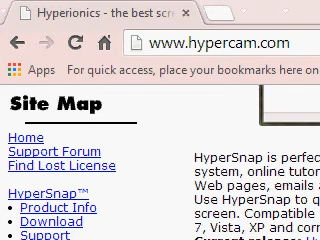 Hyperionics - the best scre
www.hypercam.com
Apps For quick access, place your bookmarks here on
Site Map
Home
Support Forum
Find Lost License
HyperSnap™
Product Info
Download
Support
HyperSnap is perfec
system, online tutor
Web pages, emails a
Use HyperSnap to q
screen. Compatible
7, Vista, XP and corr